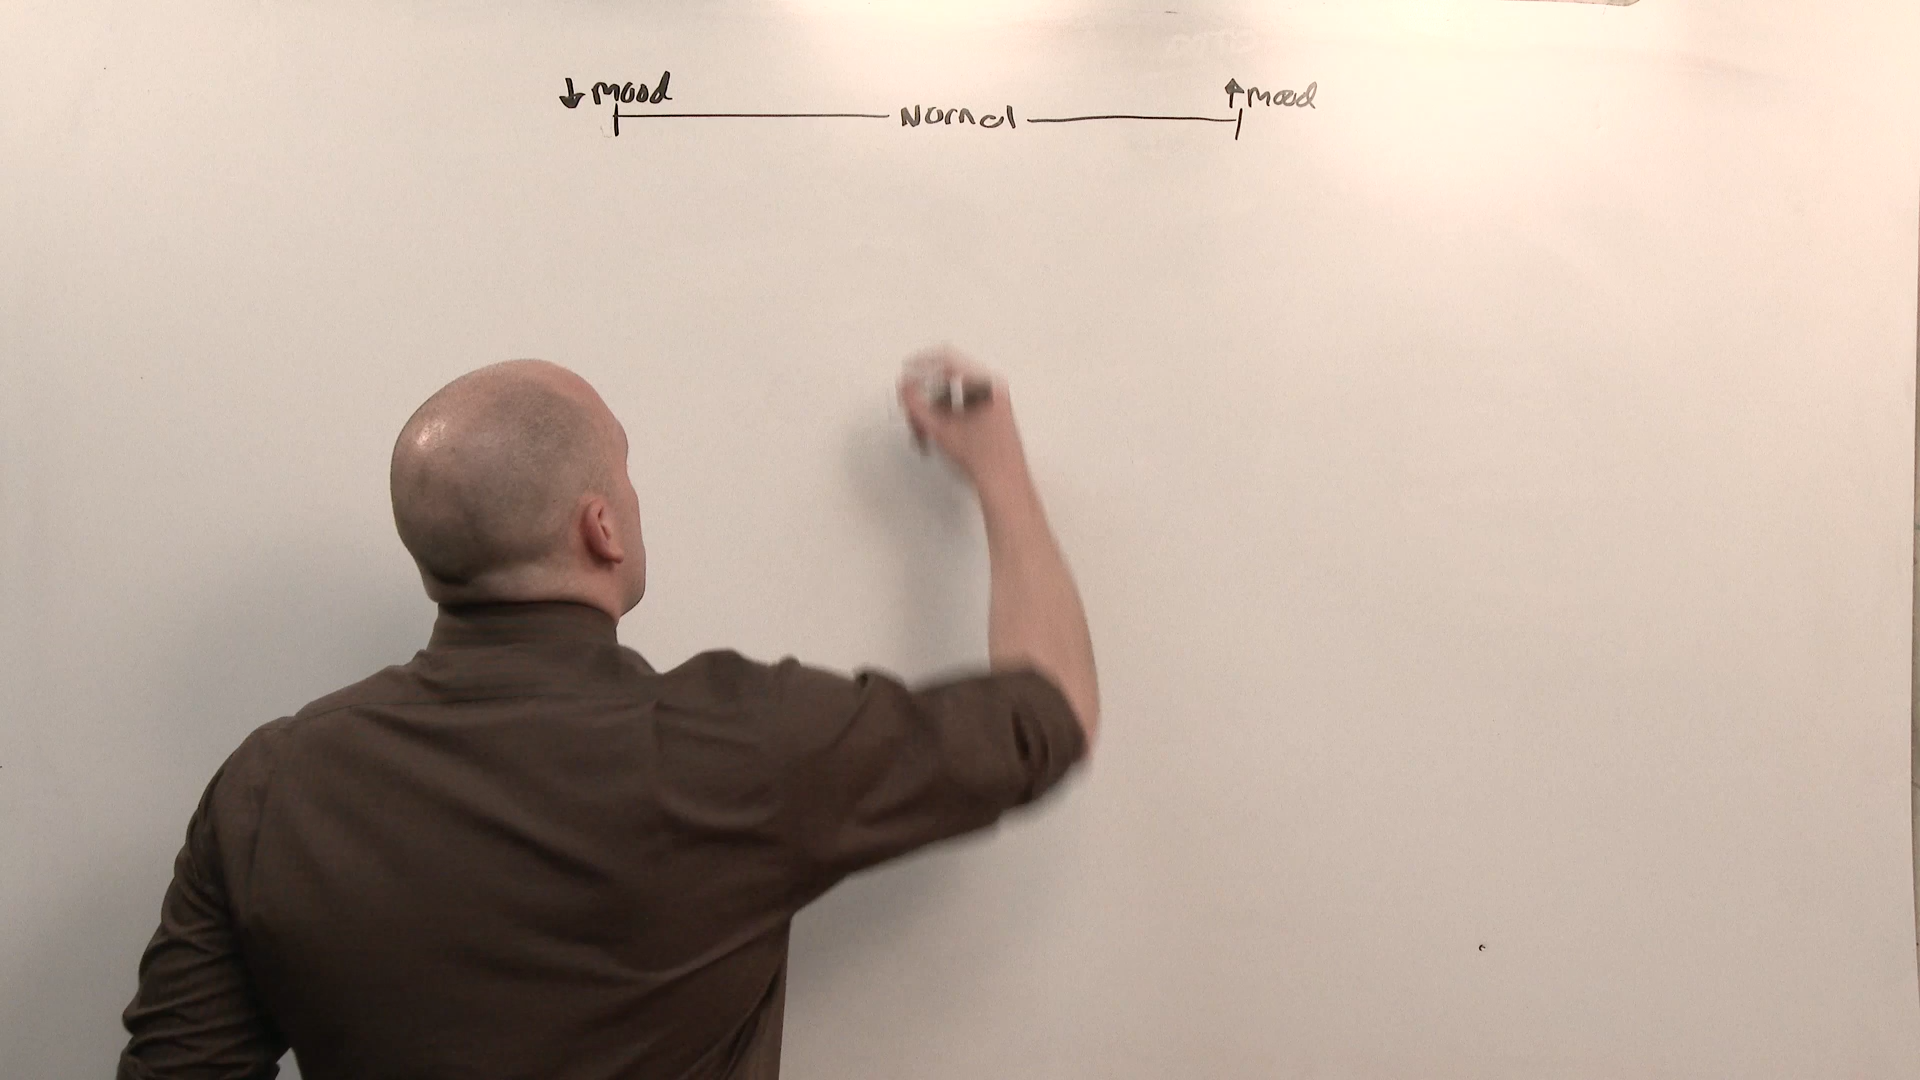 ↓ mood Normal ↑ mood